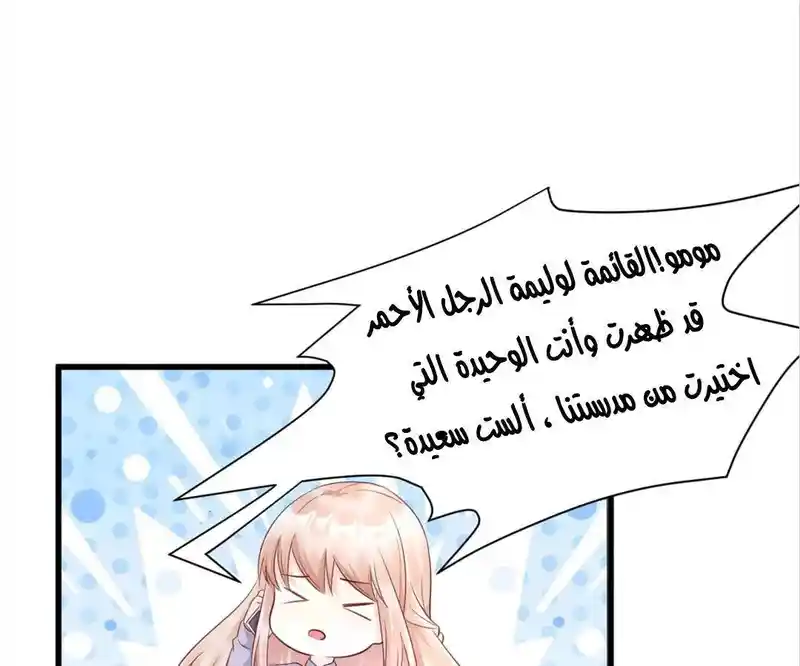 مومو!القائمة لوليمة الرجل الأحمر
قد ظهرت وأنت الوحيدة التي
اختيرت من مدرستنا ، ألست سعيدة؟